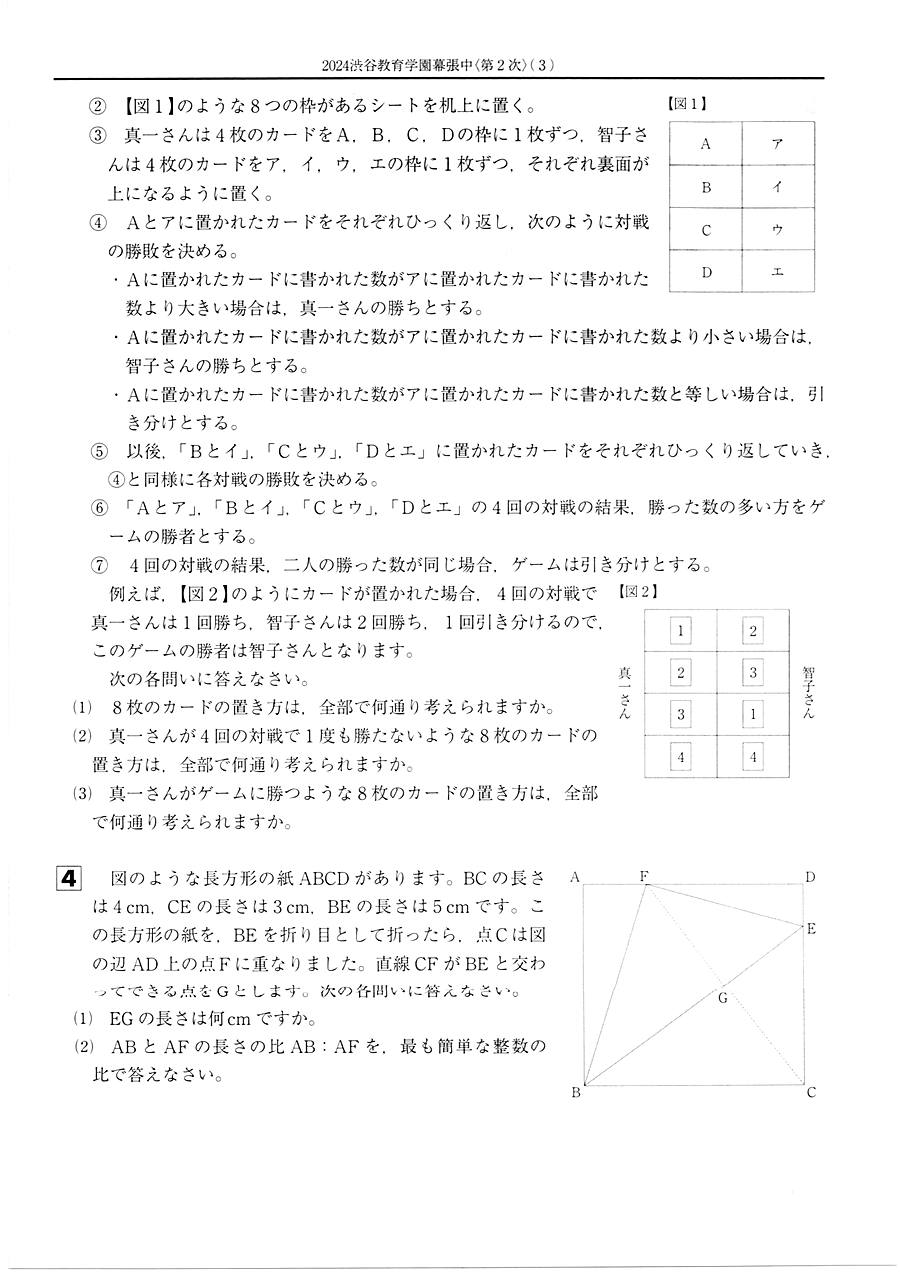 2024渋谷教育学園幕張中〈第２次〉(３)
② 【図１】のような８つの枠があるシートを机上に置く。
【図１】
③ 真一さんは４枚のカードをＡ，Ｂ，Ｃ，Ｄの枠に１枚ずつ，智子さ
んは４枚のカードをア，イ，ウ，エの枠に１枚ずつ，それぞれ裏面が
上になるように置く。
Ａ ア
Ｂ イ
Ｃ ウ
Ｄ エ
④ Ａとアに置かれたカードをそれぞれひっくり返し，次のように対戦
の勝敗を決める。
・Ａに置かれたカードに書かれた数がアに置かれたカードに書かれた
数より大きい場合は，真一さんの勝ちとする。
・Ａに置かれたカードに書かれた数がアに置かれたカードに書かれた数より小さい場合は，
智子さんの勝ちとする。
・Ａに置かれたカードに書かれた数がアに置かれたカードに書かれた数と等しい場合は，引
き分けとする。
⑤ 以後，「Ｂとイ」，「Ｃとウ」，「Ｄとエ」に置かれたカードをそれぞれひっくり返していき，
④と同様に各対戦の勝敗を決める。
⑥ 「Ａとア」，「Ｂとイ」，「Ｃとウ」，「Ｄとエ」の４回の対戦の結果，勝った数の多い方をゲ
ームの勝者とする。
⑦ ４回の対戦の結果，二人の勝った数が同じ場合，ゲームは引き分けとする。
例えば，【図２】のようにカードが置かれた場合，４回の対戦で
真一さんは１回勝ち，智子さんは２回勝ち，１回引き分けるので，
このゲームの勝者は智子さんとなります。
次の各問いに答えなさい。
【図２】
真一さん
1 2
2 3
3 1
4 4
智子さん
(1) ８枚のカードの置き方は，全部で何通り考えられますか。
(2) 真一さんが４回の対戦で１度も勝たないような８枚のカードの
置き方は，全部で何通り考えられますか。
(3) 真一さんがゲームに勝つような８枚のカードの置き方は，全部
で何通り考えられますか。
4 図のような長方形の紙ABCDがあります。BCの長さ
は４cm，CEの長さは３cm，BEの長さは５cmです。こ
の長方形の紙を，BEを折り目として折ったら，点Cは図
の辺AD上の点Fに重なりました。直線CFがBEと交わ
ってできる点をGとします。次の各問いに答えなさい。
(1) EGの長さは何cmですか。
(2) ABとAFの長さの比AB：AFを，最も簡単な整数の
比で答えなさい。
A F D
E
G
B C